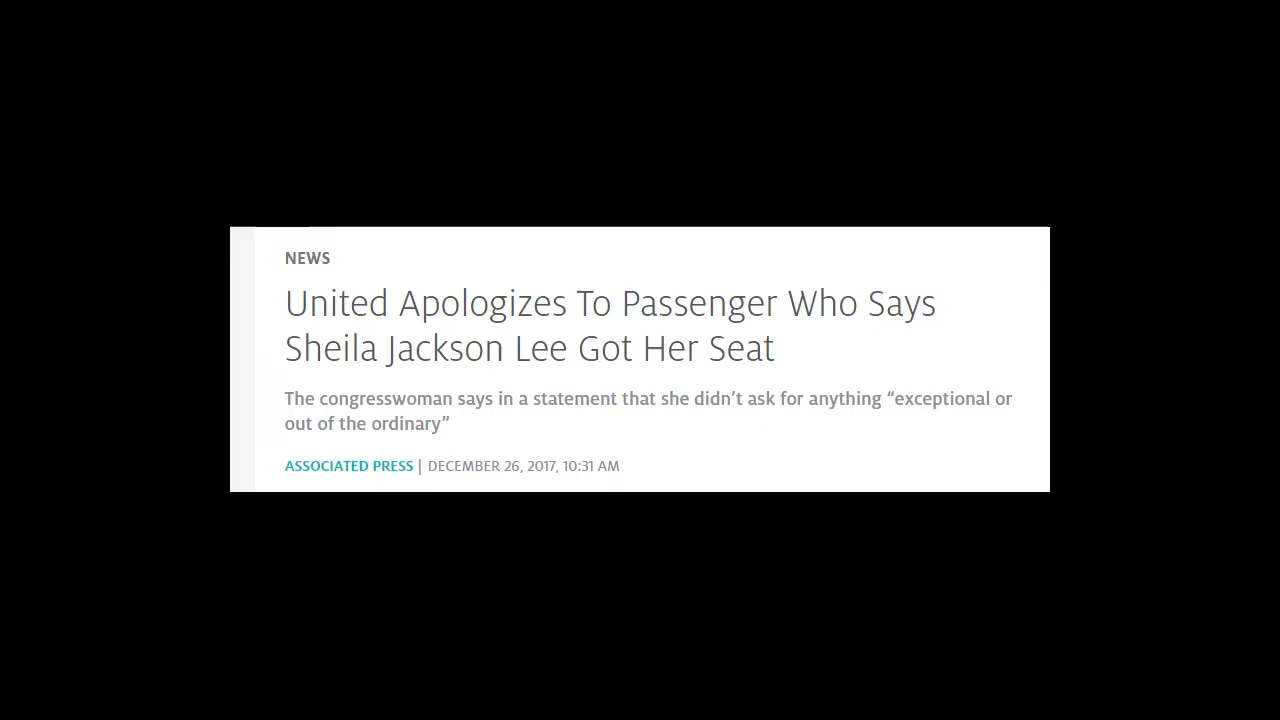 NEWS
United Apologizes To Passenger Who Says
Sheila Jackson Lee Got Her Seat
The congresswoman says in a statement that she didn’t ask for anything “exceptional or
out of the ordinary”
ASSOCIATED PRESS | DECEMBER 26, 2017, 10:31 AM